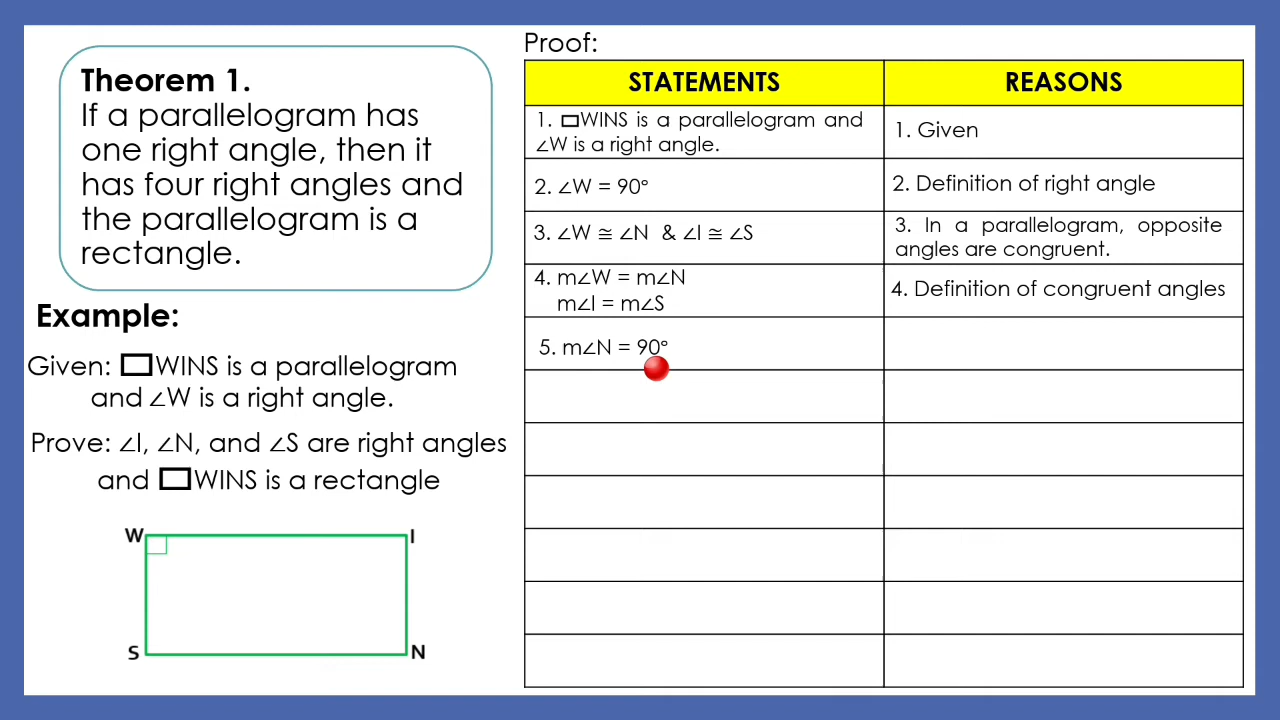 Theorem 1.
If a parallelogram has
one right angle, then it
has four right angles and
the parallelogram is a
rectangle.
Example:
Given: ▭WINS is a parallelogram
and ∠W is a right angle.
Prove: ∠I, ∠N, and ∠S are right angles
and ▭WINS is a rectangle
W
I
S
N
Proof:
STATEMENTS
REASONS
1. ▭WINS is a parallelogram and
∠W is a right angle.
1. Given
2. ∠W = 90°
2. Definition of right angle
3. ∠W ≅ ∠N & ∠I ≅ ∠S
3. In a parallelogram, opposite
angles are congruent.
4. m∠W = m∠N
m∠I = m∠S
4. Definition of congruent angles
5. m∠N = 90°